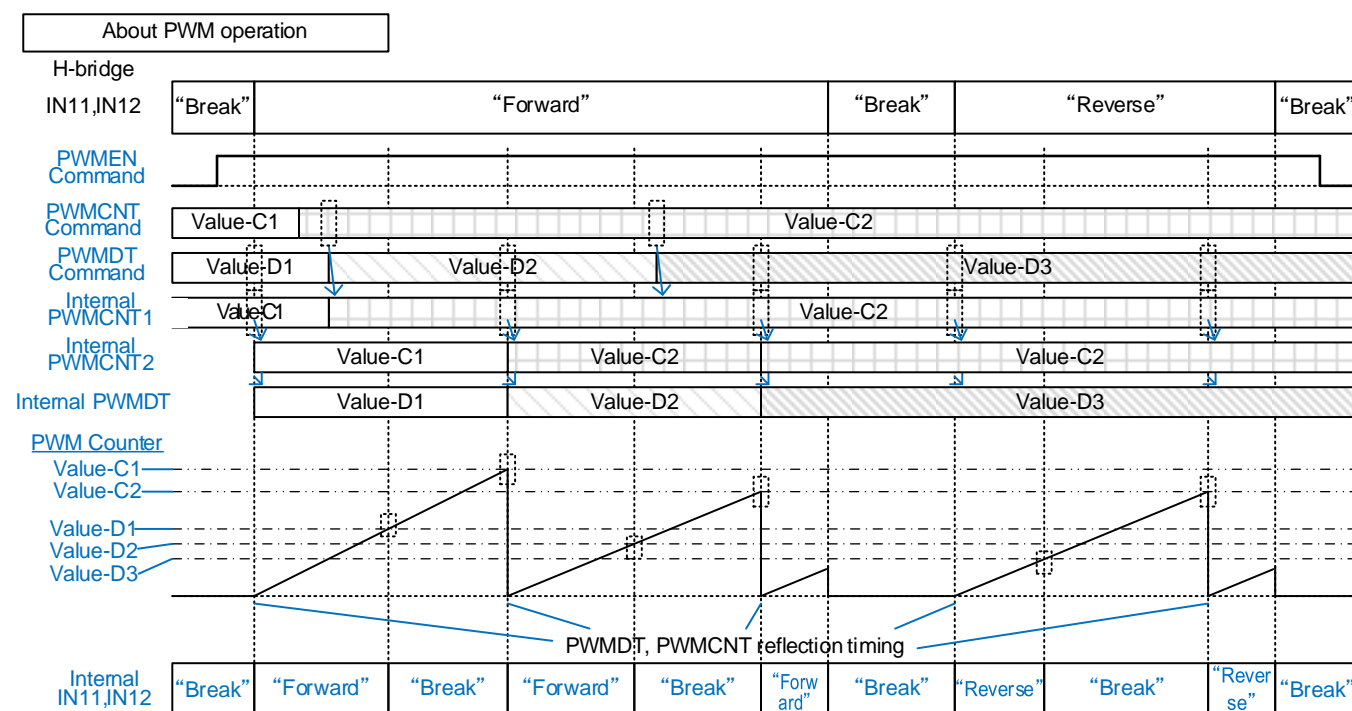 About PWM operation
H-bridge
IN11,IN12
“Break”
“Forward”
“Break”
“Reverse”
“Break”
PWMEN
Command
PWMCNT
Command
Value-C1
Value-C2
PWMDT
Command
Value-D1
Value-D2
Value-D3
Internal
PWMCNT1
Value-C1
Value-C2
Internal
PWMCNT2
Value-C1
Value-C2
Value-C2
Internal PWMDT
Value-D1
Value-D2
Value-D3
PWM Counter
Value-C1
Value-C2
Value-D1
Value-D2
Value-D3
PWMDT, PWMCNT reflection timing
Internal
IN11,IN12
“Break”
“Forward”
“Break”
“Forward”
“Break”
“Forw
ard”
“Break”
“Reverse”
“Break”
“Rever
se”
“Break”